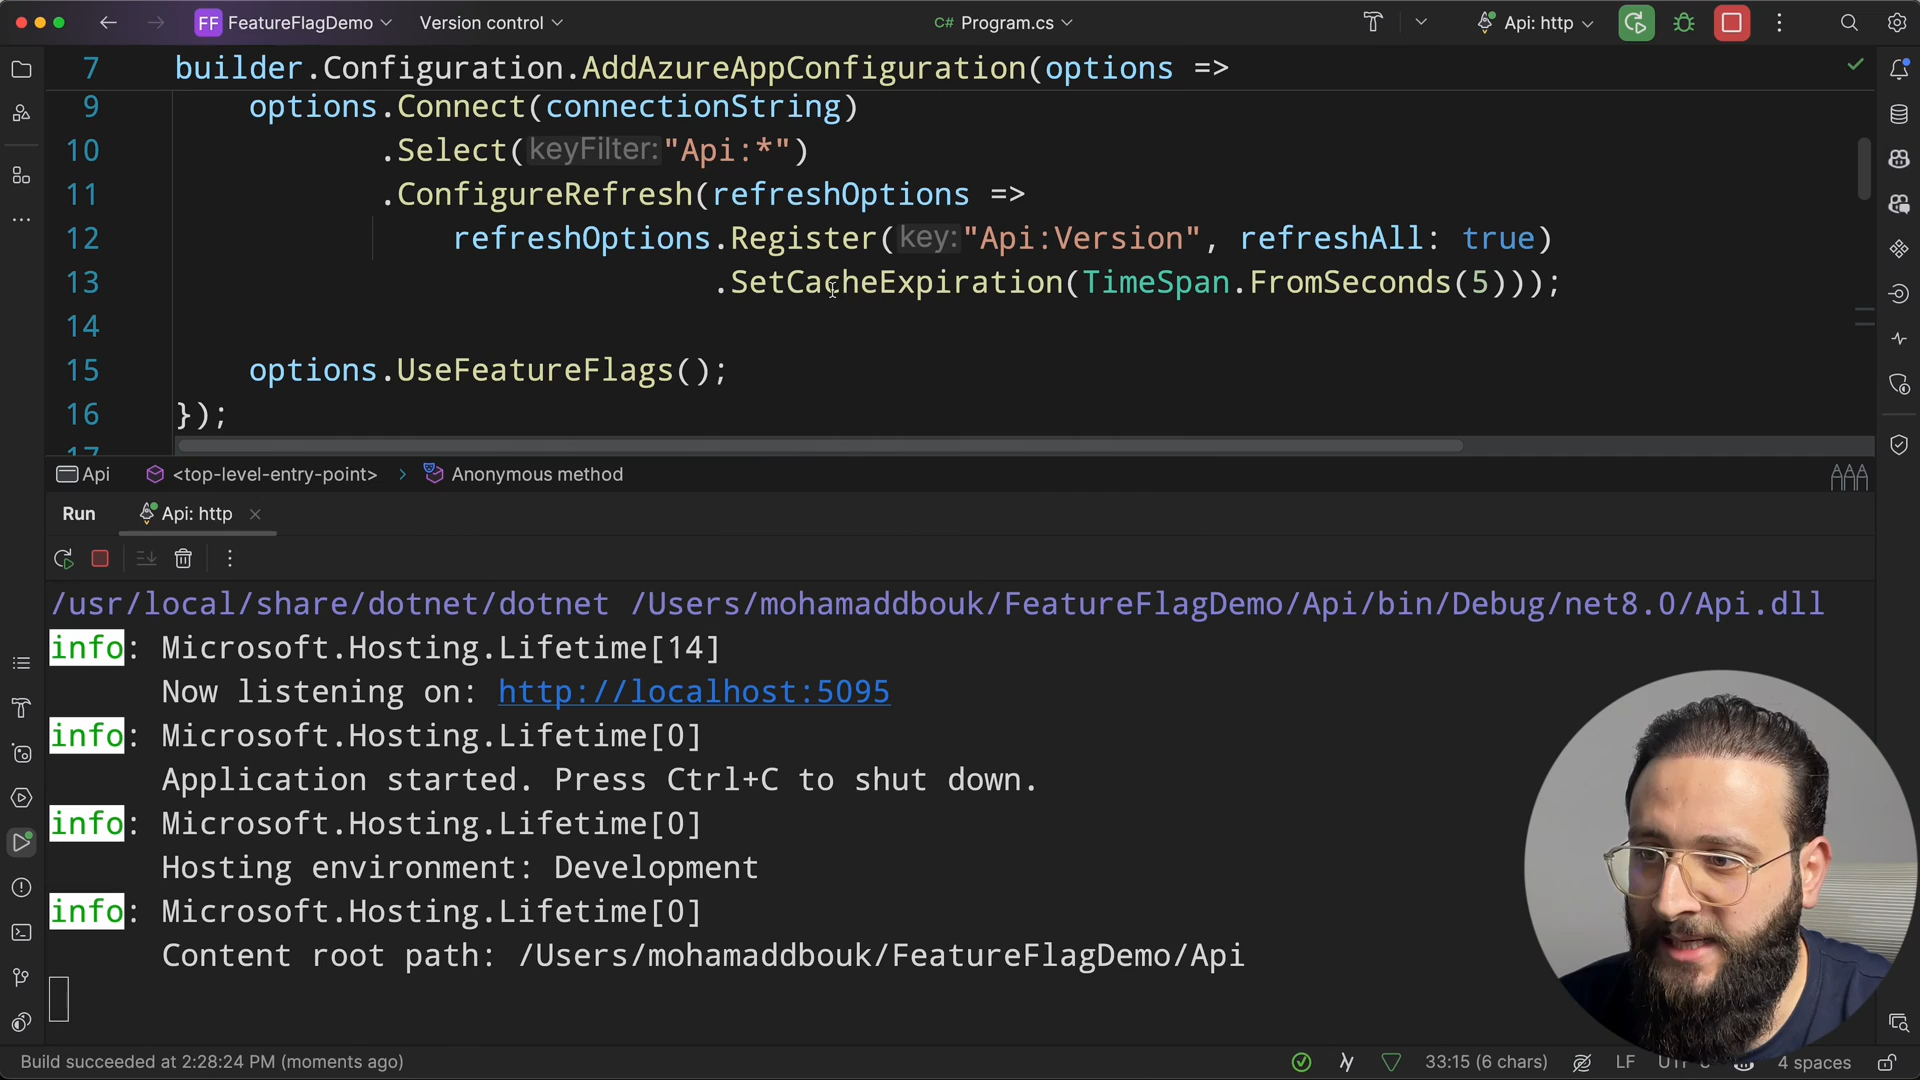 FF FeatureFlagDemo Version control C# Program.cs Api: http
7 builder.Configuration.AddAzureAppConfiguration(options =>
9 options.Connect(connectionString)
10 .Select(keyFilter:"Api:*")
11 .ConfigureRefresh(refreshOptions =>
12 refreshOptions.Register(key:"Api:Version", refreshAll: true)
13 .SetCacheExpiration(TimeSpan.FromSeconds(5)));
14
15 options.UseFeatureFlags();
16 });
17
Api <top-level-entry-point> › Anonymous method
Run Api: http
/usr/local/share/dotnet/dotnet /Users/mohamaddbouk/FeatureFlagDemo/Api/bin/Debug/net8.0/Api.dll
info: Microsoft.Hosting.Lifetime[14]
Now listening on: http://localhost:5095
info: Microsoft.Hosting.Lifetime[0]
Application started. Press Ctrl+C to shut down.
info: Microsoft.Hosting.Lifetime[0]
Hosting environment: Development
info: Microsoft.Hosting.Lifetime[0]
Content root path: /Users/mohamaddbouk/FeatureFlagDemo/Api
Build succeeded at 2:28:24 PM (moments ago) 33:15 (6 chars) LF 4 spaces